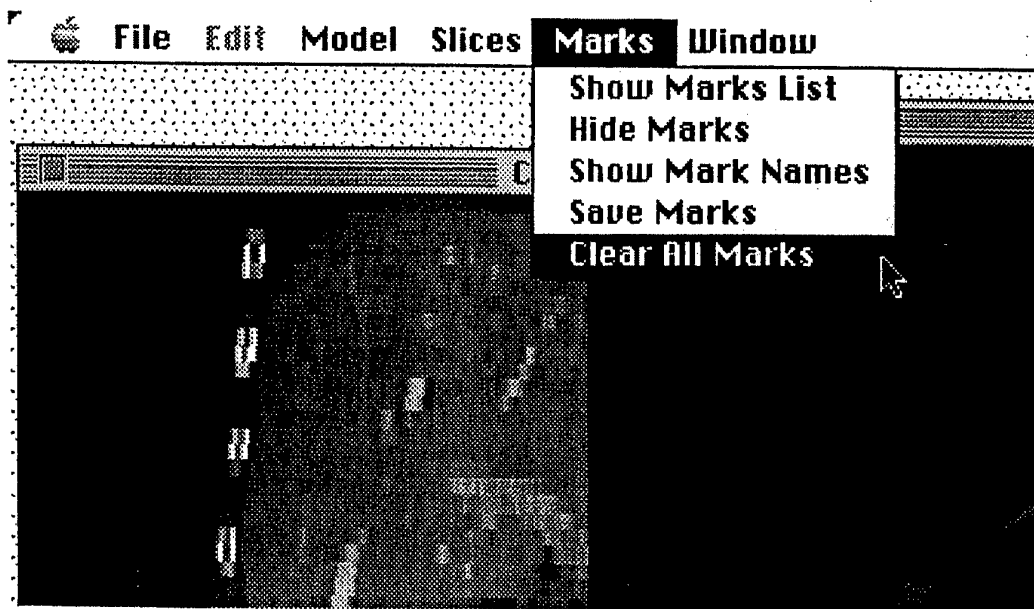 File Edit Model Slices Marks Window
Show Marks List
Hide Marks
Show Mark Names
Save Marks
Clear All Marks